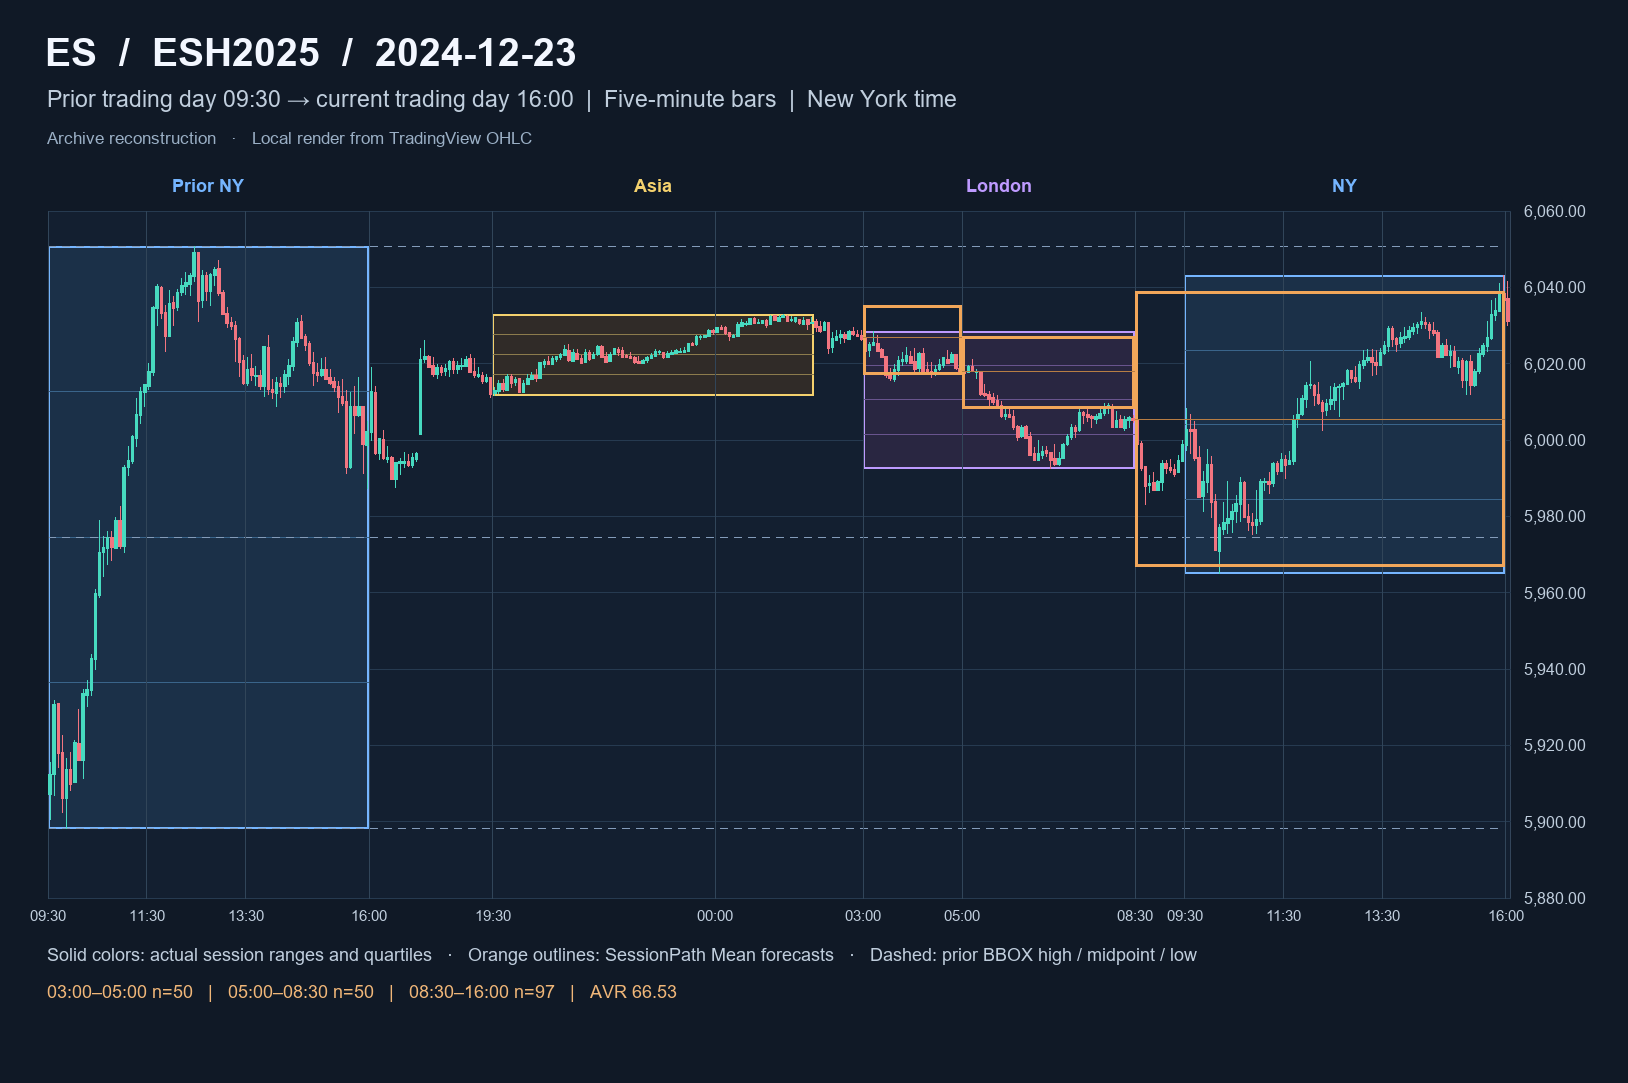 ES / ESH2025 / 2024-12-23
Prior trading day 09:30 → current trading day 16:00 | Five-minute bars | New York time
Archive reconstruction · Local render from TradingView OHLC
Prior NY Asia London NY
6,060.00
6,040.00
6,020.00
6,000.00
5,980.00
5,960.00
5,940.00
5,920.00
5,900.00
5,880.00
09:30 11:30 13:30 16:00 19:30 00:00 03:00 05:00 08:30 09:30 11:30 13:30 16:00
Solid colors: actual session ranges and quartiles · Orange outlines: SessionPath Mean forecasts · Dashed: prior BBOX high / midpoint / low
03:00–05:00 n=50 | 05:00–08:30 n=50 | 08:30–16:00 n=97 | AVR 66.53